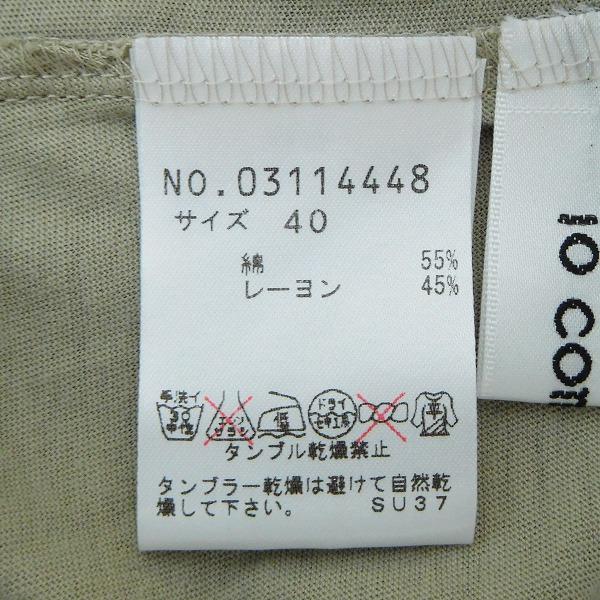 NO.03114448
サイズ 40
綿 55%
レーヨン 45%
手洗イ 30 中性
エンソ サラシ
低
ドライ セキユ系
平
タンブル乾燥禁止
タンブラー乾燥は避けて自然乾
燥して下さい。 SU37
IO COM